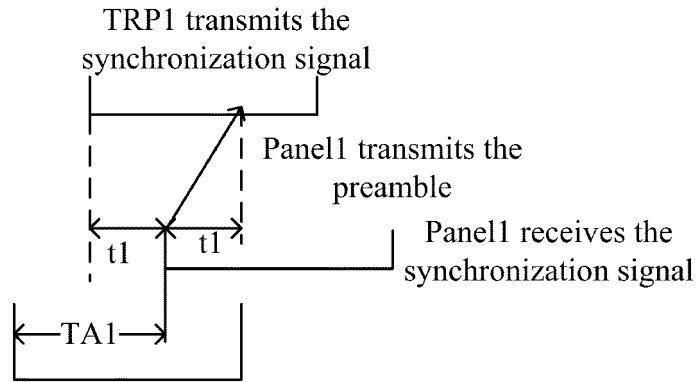 TRP1 transmits the
synchronization signal
Panel1 transmits the
preamble
t1
t1
Panel1 receives the
synchronization signal
TA1